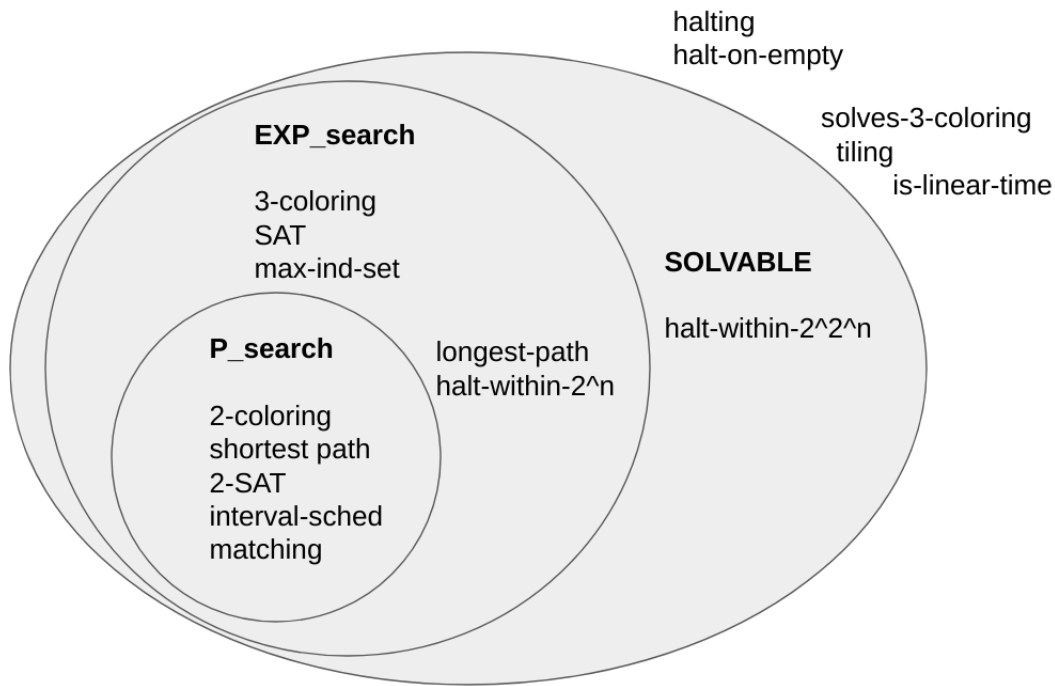 halting
halt-on-empty
solves-3-coloring
tiling
is-linear-time
EXP_search
3-coloring
SAT
max-ind-set
SOLVABLE
halt-within-2^2^n
P_search
2-coloring
shortest path
2-SAT
interval-sched
matching
longest-path
halt-within-2^n